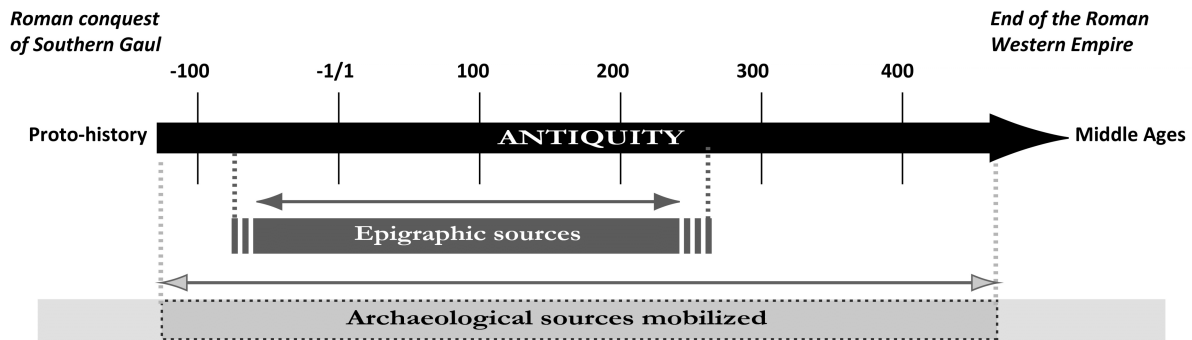 Roman conquest
of Southern Gaul
End of the Roman
Western Empire
-100 -1/1 100 200 300 400
Proto-history ANTIQUITY Middle Ages
Epigraphic sources
Archaeological sources mobilized